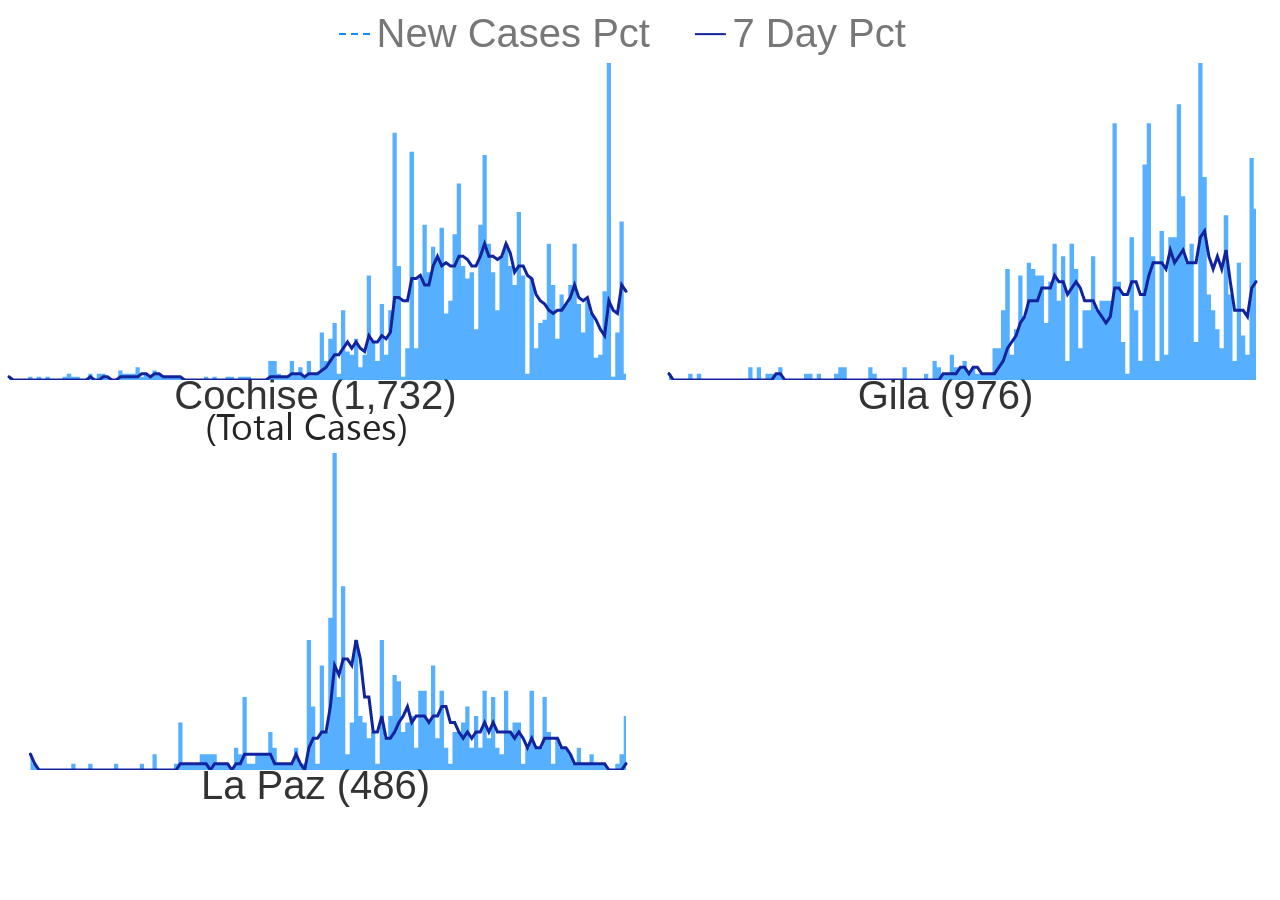 New Cases Pct 7 Day Pct
Cochise (1,732) Gila (976)
(Total Cases)
La Paz (486)